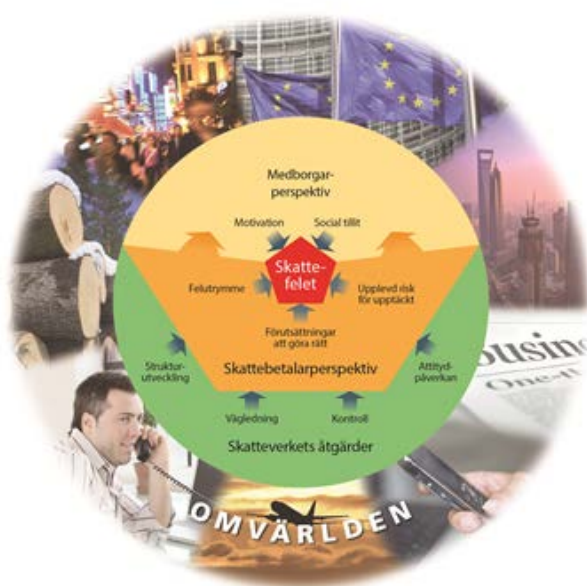 Medborgar-
perspektiv
Motivation
Social tillit
Skatte-
felet
Felutrymme
Upplevd risk
för upptäckt
Förutsättningar
att göra rätt
Struktur-
utveckling
Skattebetalarperspektiv
Attityd-
påverkan
Vägledning
Kontroll
Skatteverkets åtgärder
OMVÄRLDEN